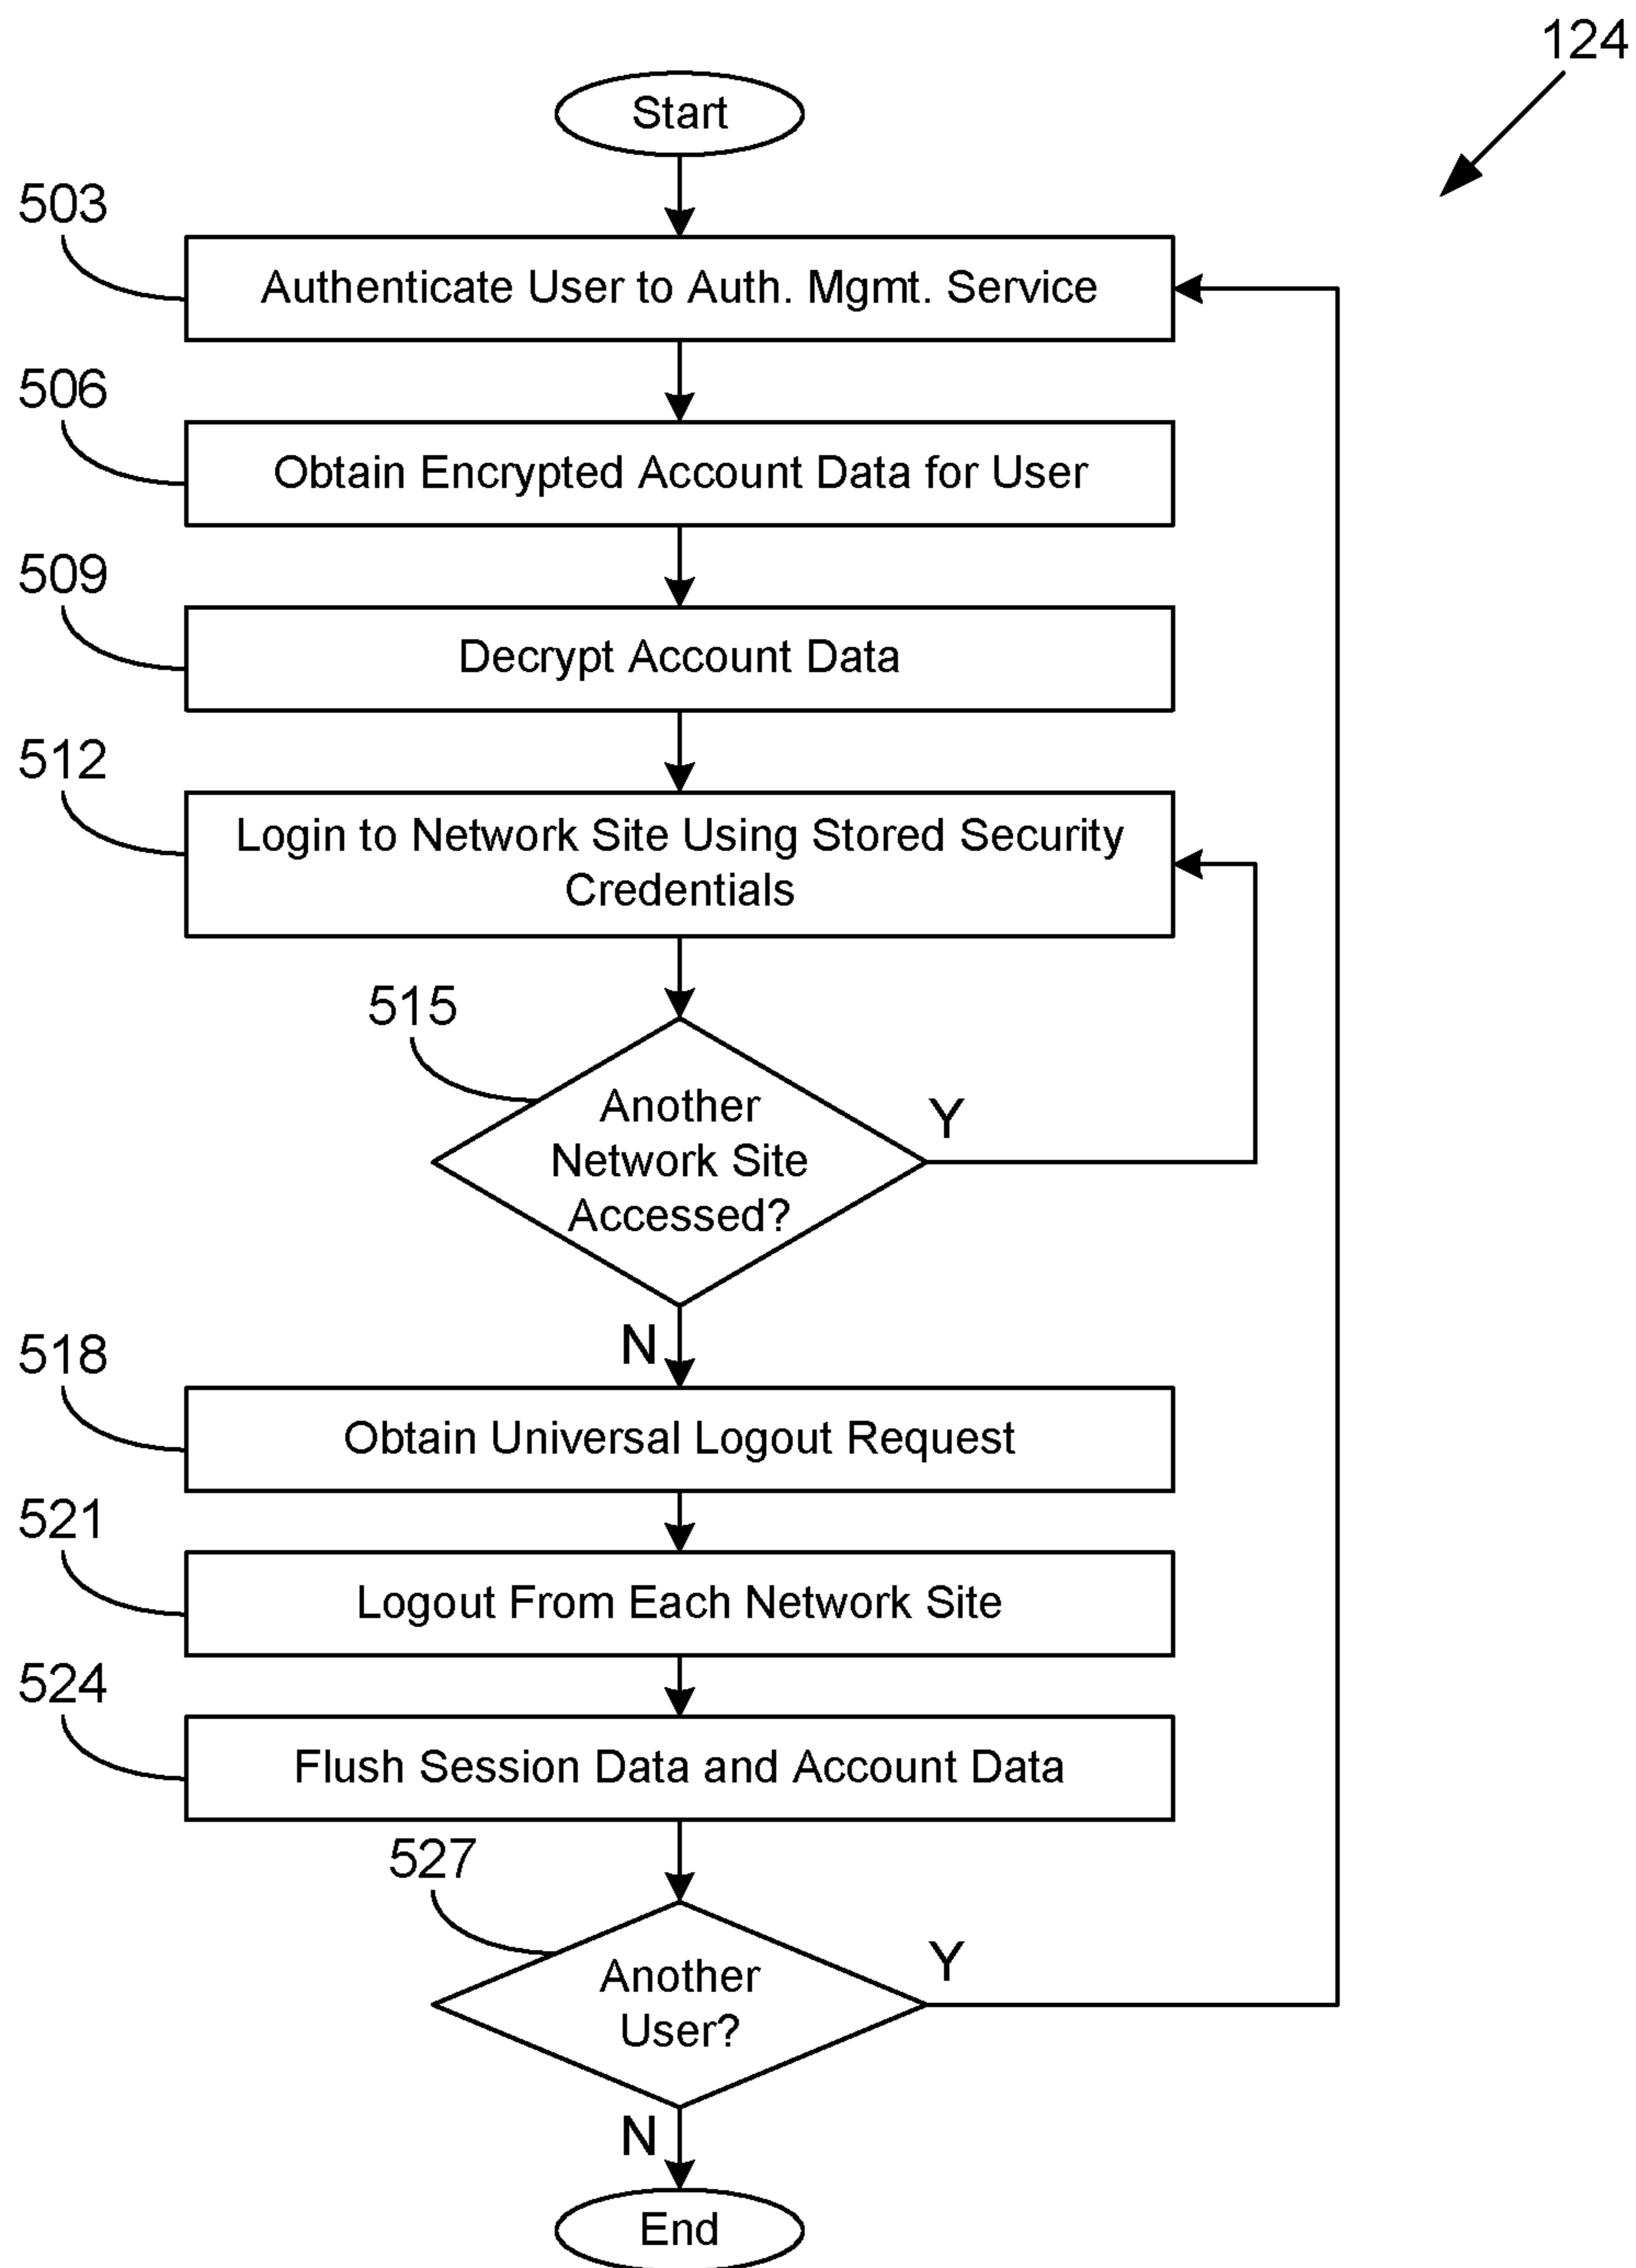 124
Start
503
Authenticate User to Auth. Mgmt. Service
506
Obtain Encrypted Account Data for User
509
Decrypt Account Data
512
Login to Network Site Using Stored Security
Credentials
515
Another
Network Site
Accessed?
Y
N
518
Obtain Universal Logout Request
521
Logout From Each Network Site
524
Flush Session Data and Account Data
527
Another
User?
Y
N
End